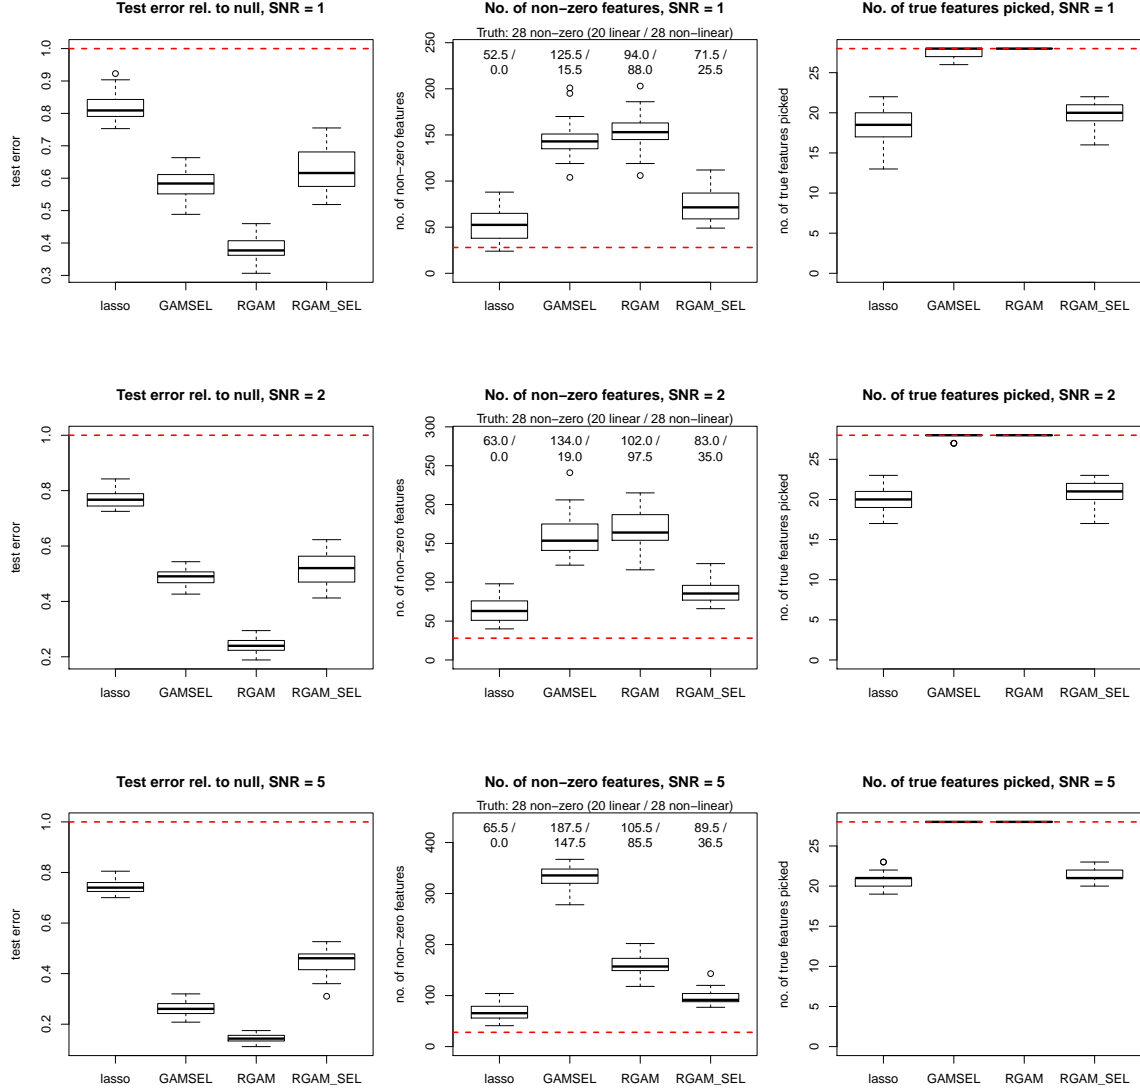 Test error rel. to null, SNR = 1
test error
0.3 0.4 0.5 0.6 0.7 0.8 0.9 1.0
lasso GAMSEL RGAM RGAM_SEL
No. of non−zero features, SNR = 1
Truth: 28 non−zero (20 linear / 28 non−linear)
52.5 / 125.5 / 94.0 / 71.5 /
0.0 15.5 88.0 25.5
no. of non−zero features
0 50 100 150 200 250
lasso GAMSEL RGAM RGAM_SEL
No. of true features picked, SNR = 1
no. of true features picked
0 5 10 15 20 25
lasso GAMSEL RGAM RGAM_SEL
Test error rel. to null, SNR = 2
test error
0.2 0.4 0.6 0.8 1.0
lasso GAMSEL RGAM RGAM_SEL
No. of non−zero features, SNR = 2
Truth: 28 non−zero (20 linear / 28 non−linear)
63.0 / 134.0 / 102.0 / 83.0 /
0.0 19.0 97.5 35.0
no. of non−zero features
0 50 100 150 200 250 300
lasso GAMSEL RGAM RGAM_SEL
No. of true features picked, SNR = 2
no. of true features picked
0 5 10 15 20 25
lasso GAMSEL RGAM RGAM_SEL
Test error rel. to null, SNR = 5
test error
0.2 0.4 0.6 0.8 1.0
lasso GAMSEL RGAM RGAM_SEL
No. of non−zero features, SNR = 5
Truth: 28 non−zero (20 linear / 28 non−linear)
65.5 / 187.5 / 105.5 / 89.5 /
0.0 147.5 85.5 36.5
no. of non−zero features
0 100 200 300 400
lasso GAMSEL RGAM RGAM_SEL
No. of true features picked, SNR = 5
no. of true features picked
0 5 10 15 20 25
lasso GAMSEL RGAM RGAM_SEL